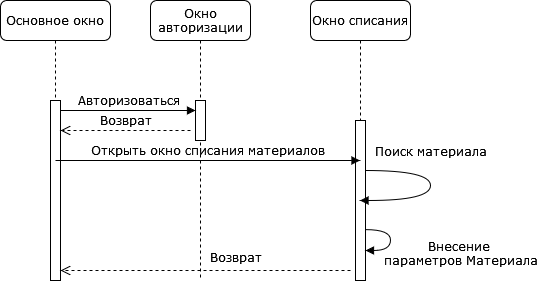 Основное окно
Окно
авторизации
Окно списания
Авторизоваться
Возврат
Открыть окно списания материалов
Поиск материала
Внесение
параметров Материала
Возврат